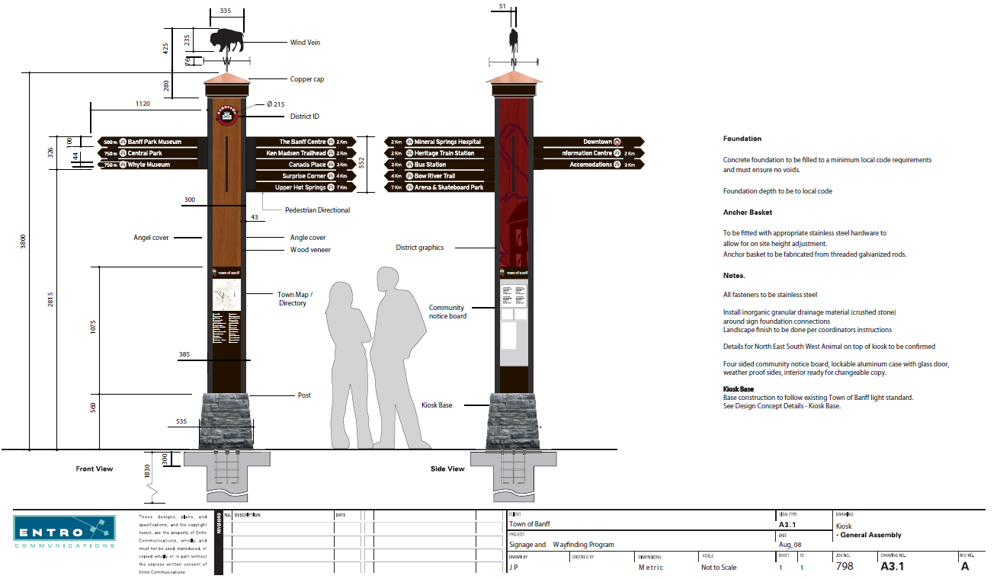 335
51
425
235
76
W
N
Wind Vein
Copper cap
280
1120
Ø 215
District ID
100
326
44
500 m Banff Park Museum
750 m Central Park
750 m Whyte Museum
The Banff Centre 2 Km
Ken Madsen Trailhead 2 Km
Canada Place 3 Km
Surprise Corner 4 Km
Upper Hot Springs 7 Km
552
2 Km Mineral Springs Hospital
2 Km Heritage Train Station
3 Km Bus Station
4 Km Bow River Trail
7 Km Arena & Skateboard Park
Downtown
nformation Centre 2 Km
Accomodations 3 Km
300
Pedestrian Directional
43
Angel cover
Angle cover
Wood veneer
District graphics
3800
2815
1075
Town of Banff
Town of Banff
Town Map /
Directory
Community
notice board
385
Post
Kiosk Base
560
535
300
1830
Front View
Side View
Foundation
Concrete foundation to be filled to a minimum local code requirements
and must ensure no voids.
Foundation depth to be to local code
Anchor Basket
To be fitted with appropriate stainless steel hardware to
allow for on site height adjustment.
Anchor basket to be fabricated from threaded galvanized rods.
Notes.
All fasteners to be stainless steel
Install inorganic granular drainage material (crushed stone)
around sign foundation connections
Landscape finish to be done per coordinators instructions
Details for North East South West Animal on top of kiosk to be confirmed
Four sided community notice board, lockable aluminum case with glass door,
weather proof sides, interior ready for changeable copy.
Kiosk Base
Base construction to follow existing Town of Banff light standard.
See Design Concept Details - Kiosk Base.
ENTRO
COMMUNICATIONS
These designs, plans, and
specifications, and the copyright
herein, are the property of Entro
Communications, wholly, and
must not be used, reproduced, or
copied wholly or in part without
the express written consent of
Entro Communications
REVISIONS
NO. DESCRIPTION DATE
CLIENT
Town of Banff
PROJECT
Signage and Wayfinding Program
DRAWN BY
J P
CHECKED BY
DIMENSIONS
Metric
SCALE
Not to Scale
SIGN TYPE
A3.1
DATE
Aug, 08
SHEET OF
1 1
DRAWING
Kiosk
• General Assembly
JOB NO.
798
DRAWING NO.
A3.1
REV NO.
A